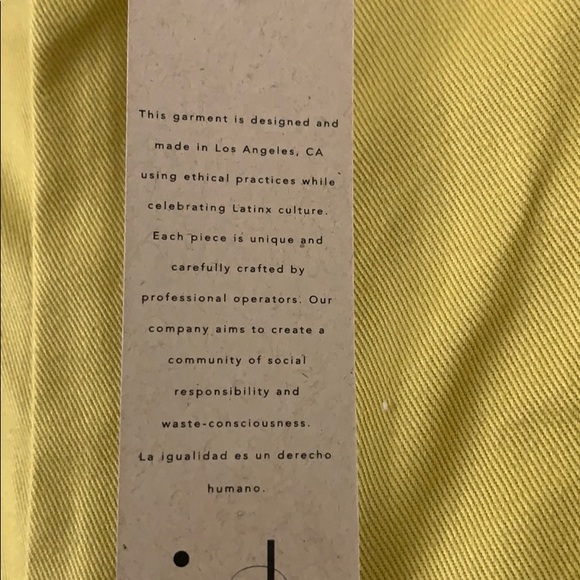 This garment is designed and
made in Los Angeles, CA
using ethical practices while
celebrating Latinx culture.
Each piece is unique and
carefully crafted by
professional operators. Our
company aims to create a
community of social
responsibility and
waste-consciousness.
La igualidad es un derecho
humano.